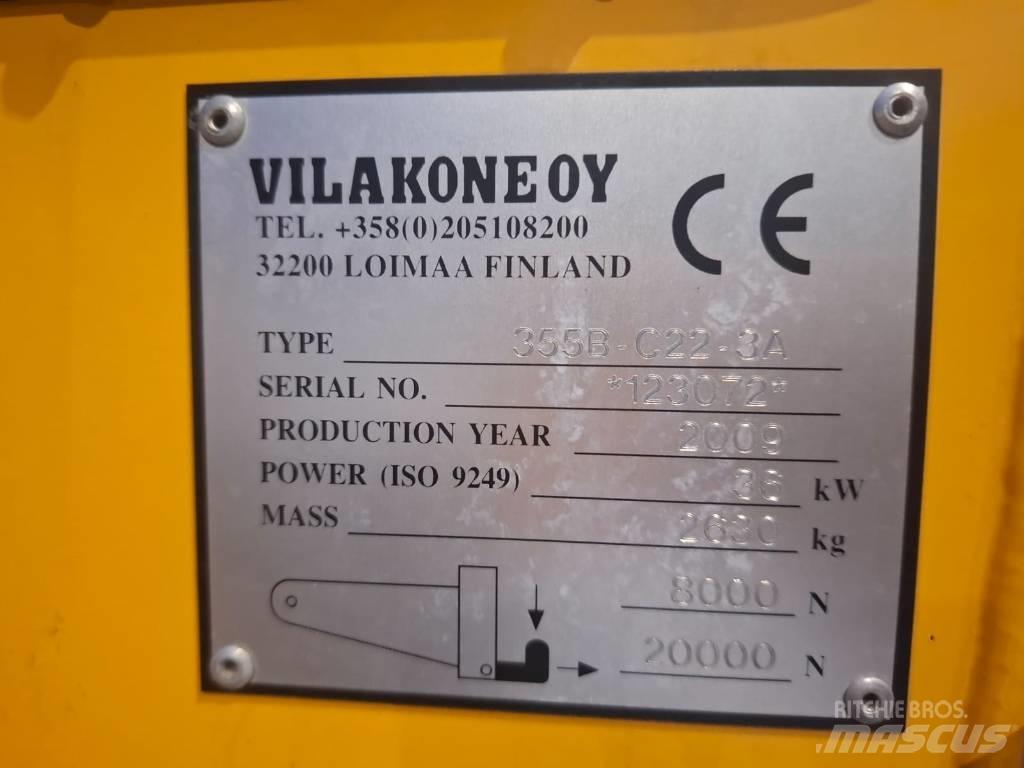 VILAKONE OY
TEL. +358(0)205108200
32200 LOIMAA FINLAND
CE
TYPE 355B-C22-3A
SERIAL NO. *123072*
PRODUCTION YEAR 2009
POWER (ISO 9249) 36 kW
MASS 2630 kg
8000 N
20000 N
RITCHIE BROS.
MASCUS